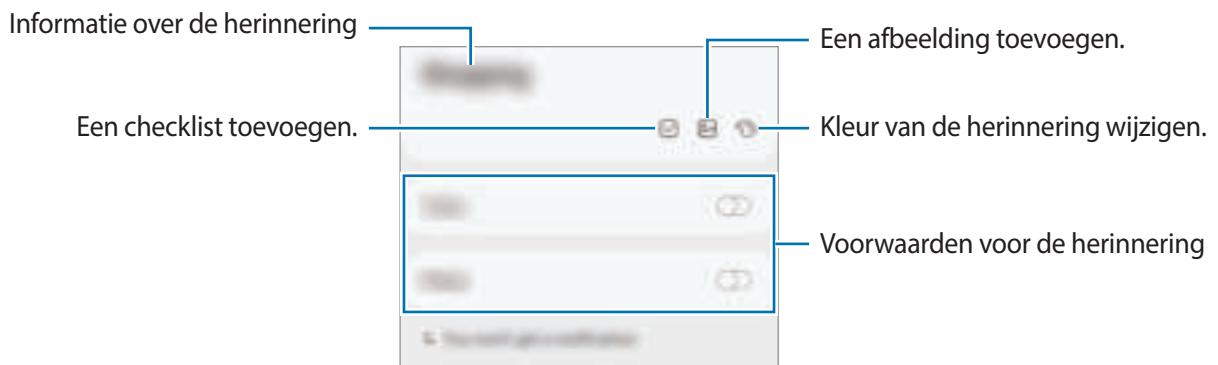 Informatie over de herinnering
Een afbeelding toevoegen.
Een checklist toevoegen.
Kleur van de herinnering wijzigen.
Voorwaarden voor de herinnering